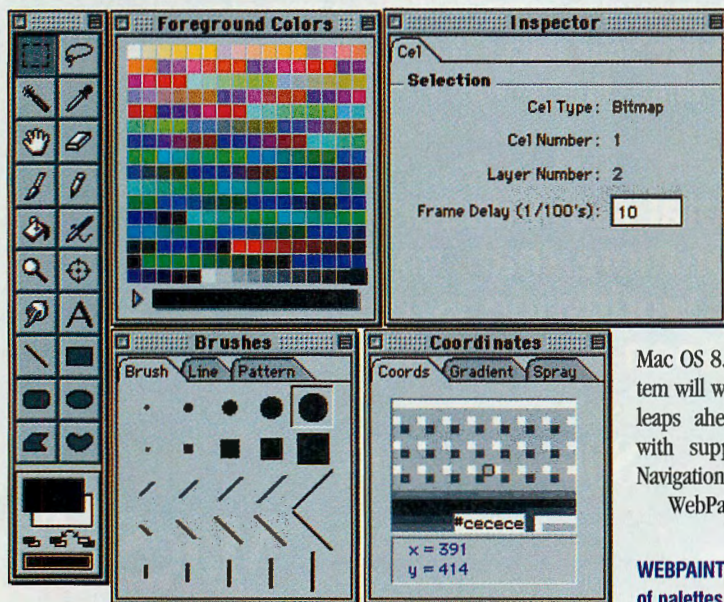 Foreground Colors
Inspector
Cel
Selection
Cel Type: Bitmap
Cel Number: 1
Layer Number: 2
Frame Delay (1/100's): 10
A
Brushes
Brush Line Pattern
Coordinates
Coords Gradient Spray
#cecece
x = 391
y = 414
Mac OS 8.
tem will w
leaps ahe
with supp
Navigation
WebPa
WEBPAINT
of palettes